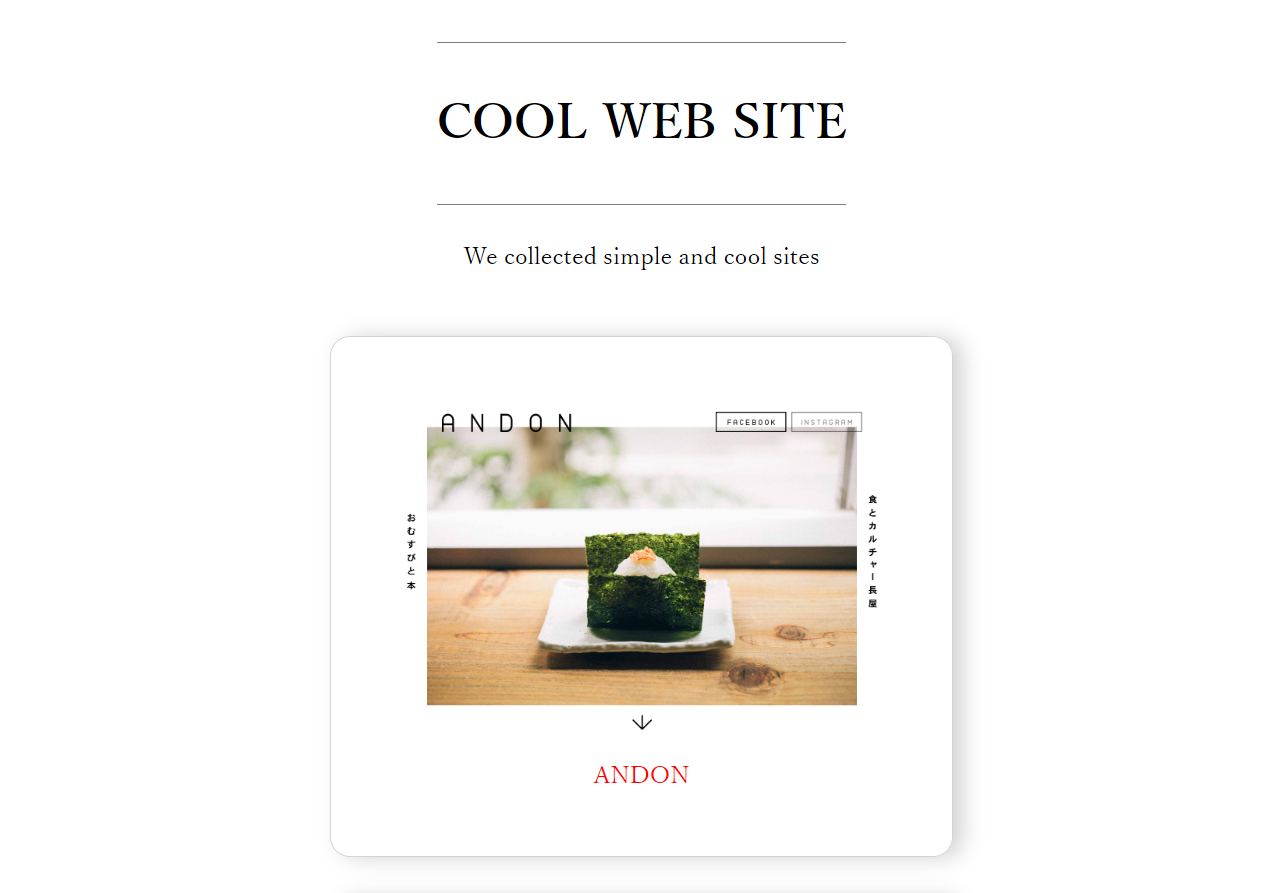 COOL WEB SITE
We collected simple and cool sites
ANDON
FACEBOOK
INSTAGRAM
食とカルチャー長屋
おむすびと本
ANDON